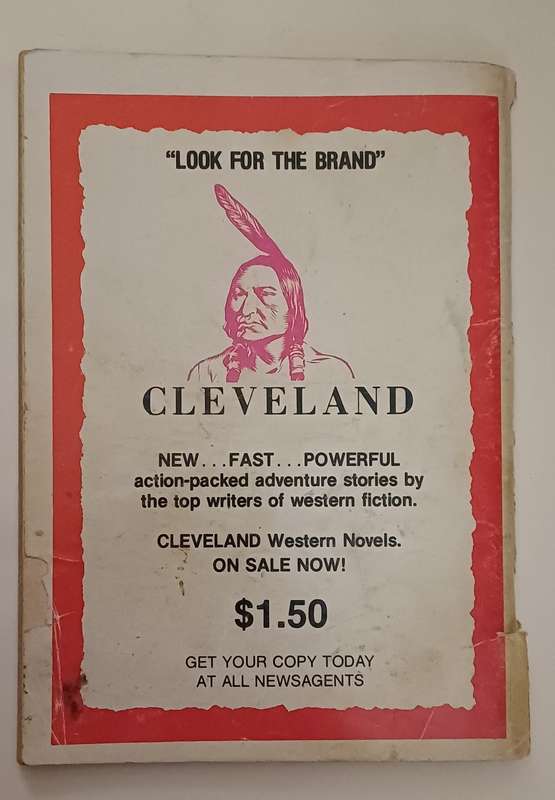 “LOOK FOR THE BRAND”
CLEVELAND
NEW...FAST...POWERFUL
action-packed adventure stories by
the top writers of western fiction.
CLEVELAND Western Novels.
ON SALE NOW!
$1.50
GET YOUR COPY TODAY
AT ALL NEWSAGENTS